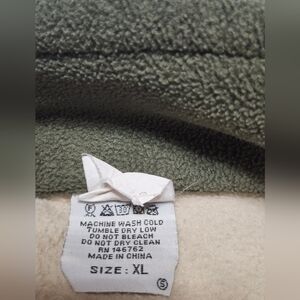 MACHINE WASH COLD
TUMBLE DRY LOW
DO NOT BLEACH
DO NOT DRY CLEAN
RN 146762
MADE IN CHINA
SIZE: XL
S